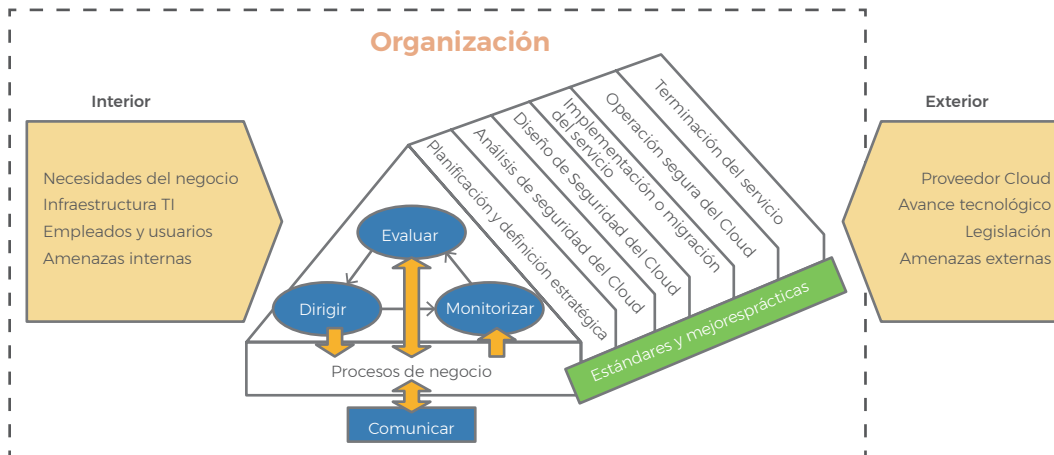 Organización
Interior
Necesidades del negocio
Infraestructura TI
Empleados y usuarios
Amenazas internas
Evaluar
Dirigir
Monitorizar
Procesos de negocio
Comunicar
Planificación y definición estratégica
Análisis de seguridad del Cloud
Diseño de Seguridad del Cloud
Implementación o migración
del servicio
Operación segura del Cloud
Terminación del servicio
Estándares y mejoresprácticas
Exterior
Proveedor Cloud
Avance tecnológico
Legislación
Amenazas externas